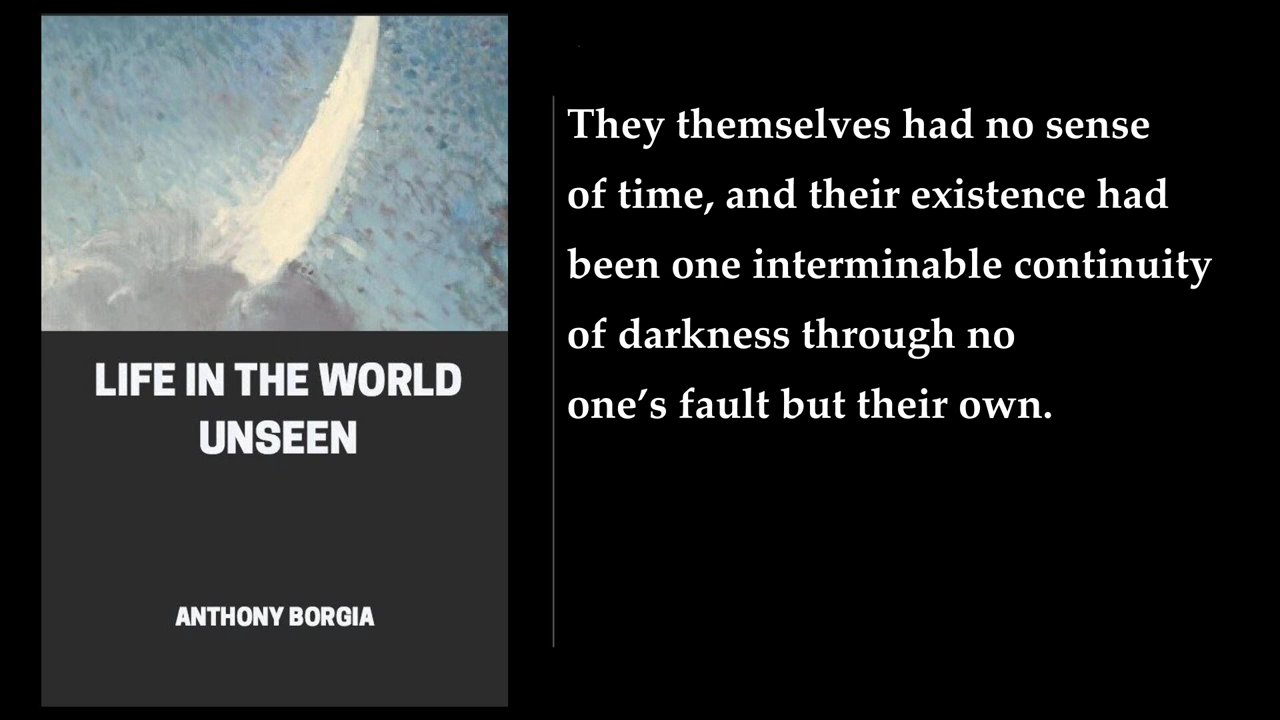 LIFE IN THE WORLD
UNSEEN
ANTHONY BORGIA
They themselves had no sense
of time, and their existence had
been one interminable continuity
of darkness through no
one’s fault but their own.